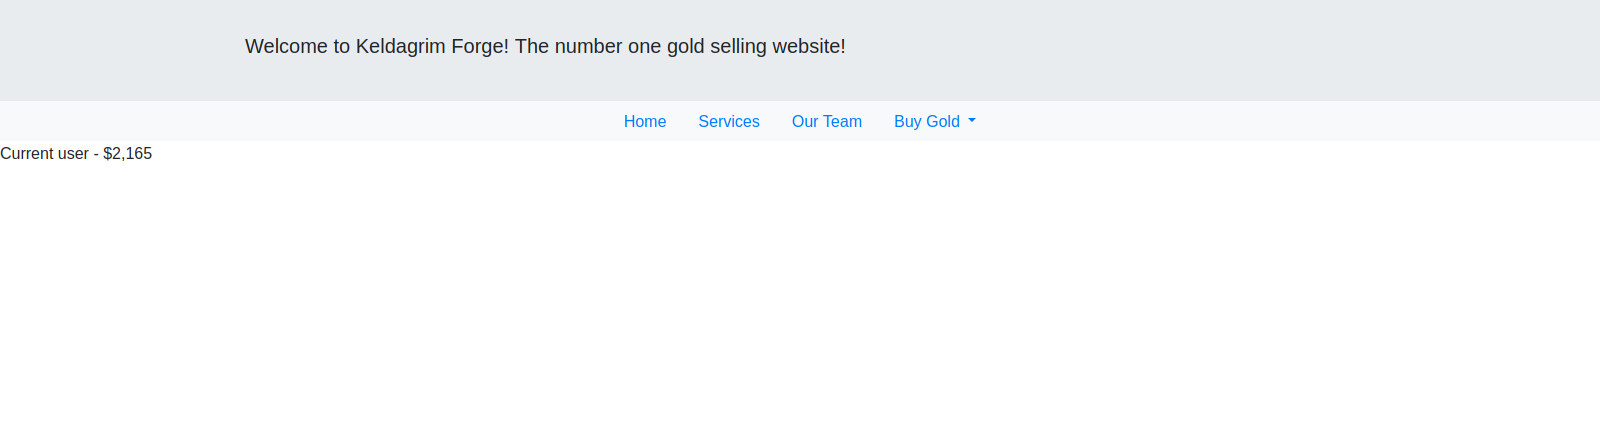 Welcome to Keldagrim Forge! The number one gold selling website!
Home Services Our Team Buy Gold
Current user - $2,165